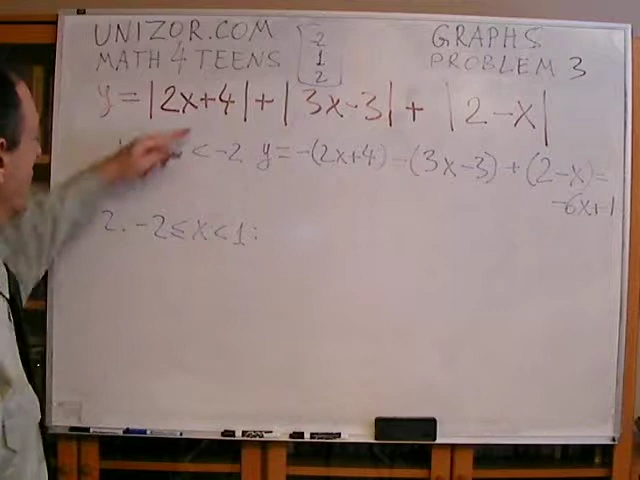 UNIZOR.COM
MATH 4 TEENS
-2
1
2
GRAPHS
PROBLEM 3
y = |2x+4| + |3x-3| + |2-x|
< -2 y = -(2x+4) - (3x-3) + (2-x) =
-6x+1
2. -2 ≤ x < 1: